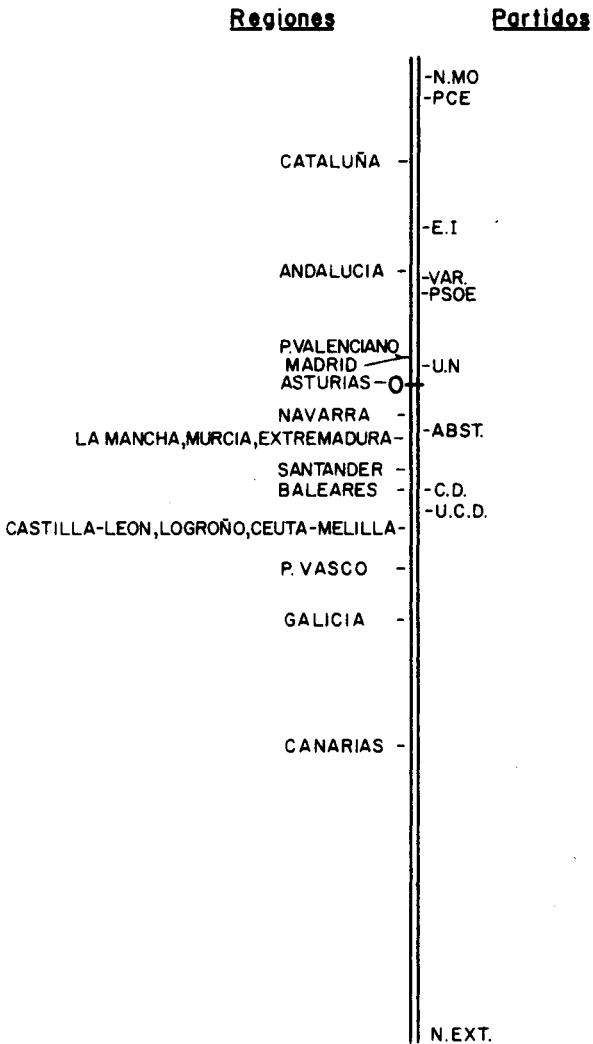 Regiones
Partidos
-N.MO
-PCE
CATALUÑA -
-E.I
ANDALUCIA -
-VAR.
-PSOE
P.VALENCIANO
MADRID
-U.N
ASTURIAS-O
NAVARRA -
-ABST.
LA MANCHA,MURCIA,EXTREMADURA-
SANTANDER -
BALEARES -
-C.D.
-U.C.D.
CASTILLA-LEON,LOGROÑO,CEUTA-MELILLA-
P.VASCO -
GALICIA -
CANARIAS -
N.EXT.